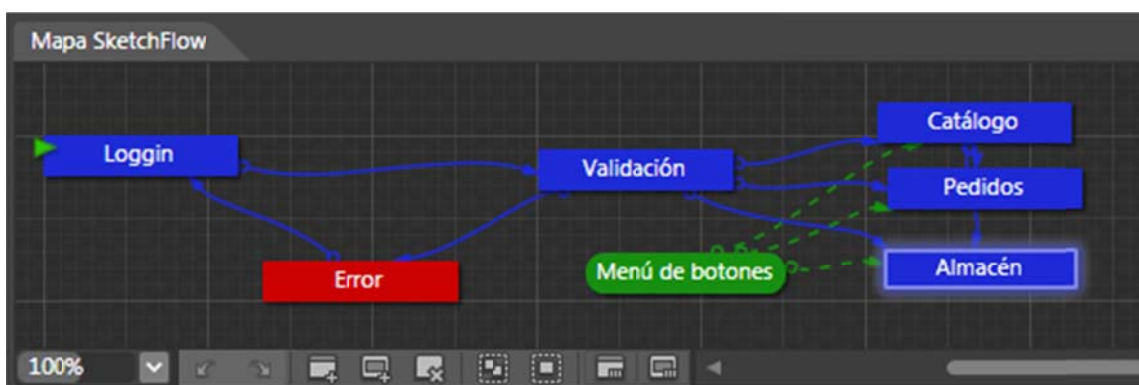 Mapa SketchFlow
Catálogo
Loggin
Validación
Pedidos
Menú de botones
Almacén
Error
100%